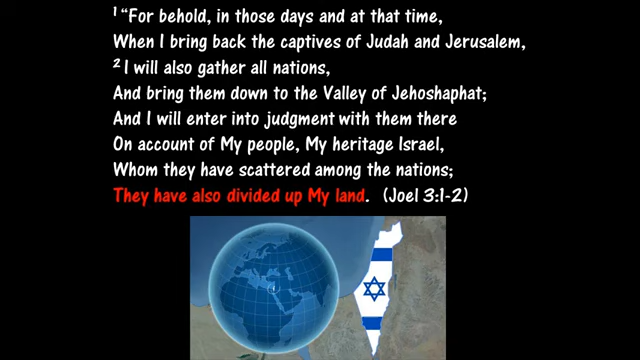 1 “For behold, in those days and at that time,
When I bring back the captives of Judah and Jerusalem,
2 I will also gather all nations,
And bring them down to the Valley of Jehoshaphat;
And I will enter into judgment with them there
On account of My people, My heritage Israel,
Whom they have scattered among the nations;
They have also divided up My land. (Joel 3:1-2)